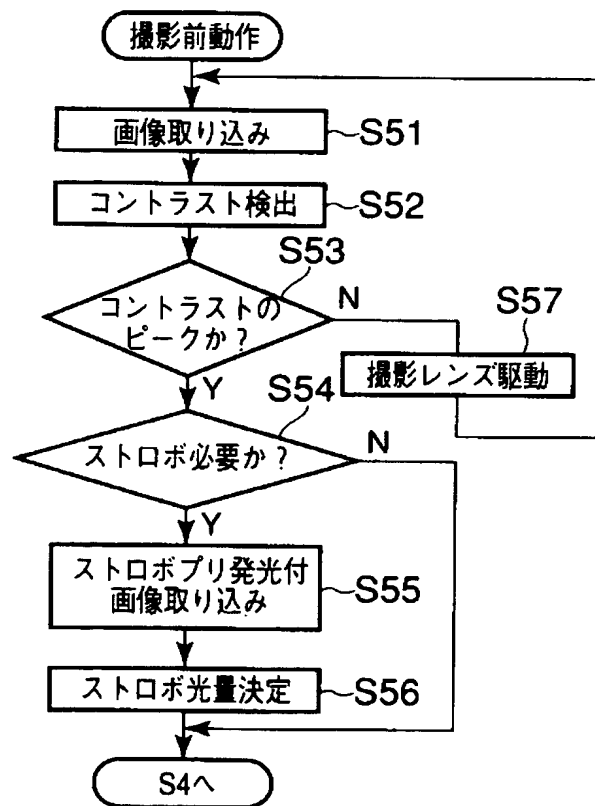 撮影前動作
画像取り込み
S51
コントラスト検出
S52
S53
コントラストの
ピークか？
N
S57
撮影レンズ駆動
Y
S54
ストロボ必要か？
N
Y
ストロボプリ発光付
画像取り込み
S55
ストロボ光量決定
S56
S4へ